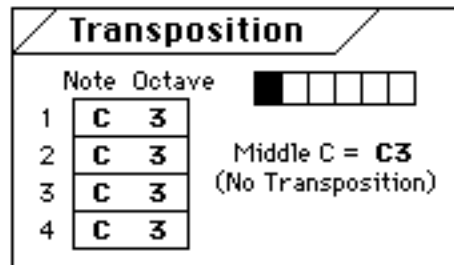 Transposition
Note Octave
1 C 3
2 C 3
3 C 3
4 C 3
Middle C = C3
(No Transposition)